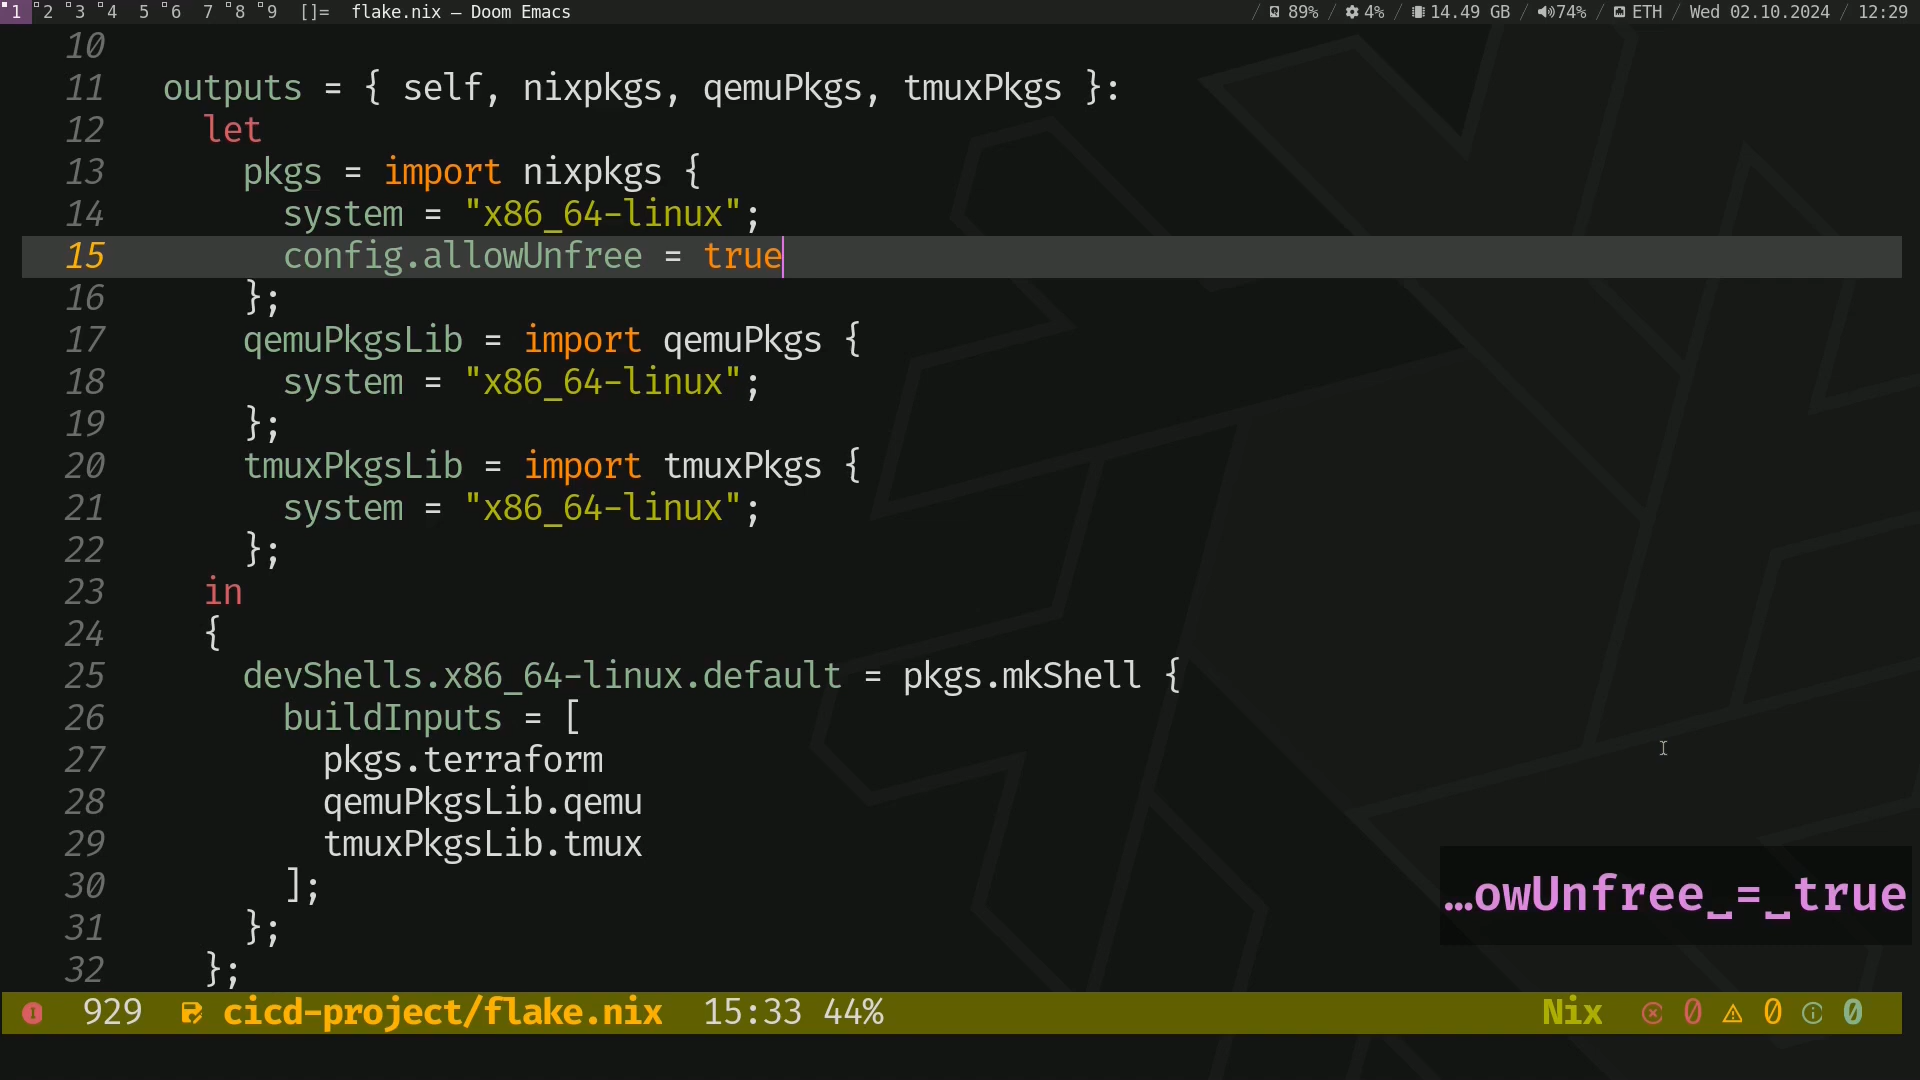 1 2 3 4 5 6 7 8 9 []= flake.nix — Doom Emacs / 89% / 4% / 14.49 GB / 74% / ETH / Wed 02.10.2024 / 12:29
10
11 outputs = { self, nixpkgs, qemuPkgs, tmuxPkgs }:
12 let
13 pkgs = import nixpkgs {
14 system = "x86_64-linux";
15 config.allowUnfree = true
16 };
17 qemuPkgsLib = import qemuPkgs {
18 system = "x86_64-linux";
19 };
20 tmuxPkgsLib = import tmuxPkgs {
21 system = "x86_64-linux";
22 };
23 in
24 {
25 devShells.x86_64-linux.default = pkgs.mkShell {
26 buildInputs = [
27 pkgs.terraform
28 qemuPkgsLib.qemu
29 tmuxPkgsLib.tmux
30 ];
31 };
32 };
…owUnfree␣=␣true
I 929 cicd-project/flake.nix 15:33 44% Nix 0 0 0